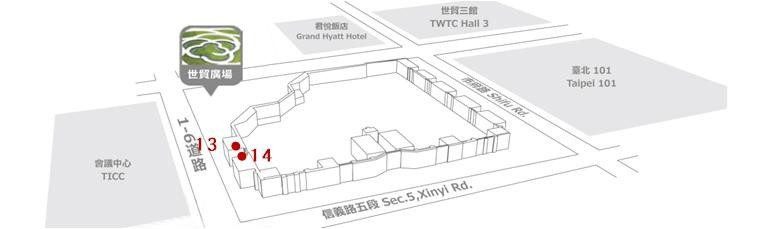 君悅飯店
Grand Hyatt Hotel
世貿三館
TWTC Hall 3
世貿廣場
臺北 101
Taipei 101
市府路 Shifu Rd.
1-6道路
13
14
會議中心
TICC
信義路五段 Sec.5,Xinyi Rd.